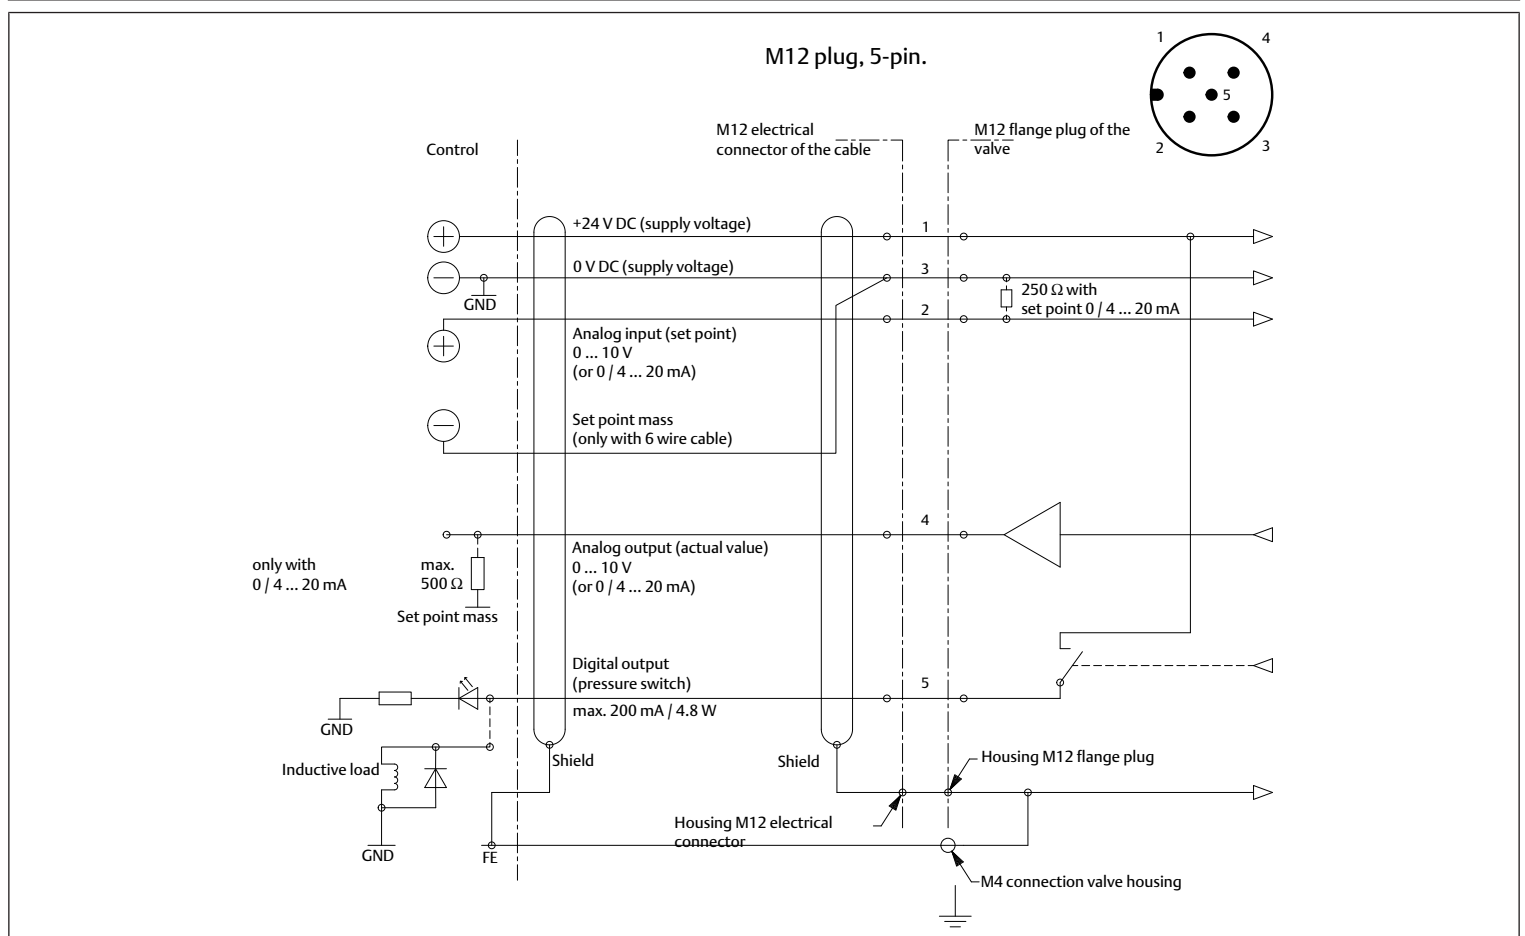 M12 plug, 5-pin.
1
4
5
2
3
Control
M12 electrical
connector of the cable
M12 flange plug of the
valve
+24 V DC (supply voltage)
1
0 V DC (supply voltage)
3
GND
250 Ω with
set point 0 / 4 ... 20 mA
2
Analog input (set point)
0 ... 10 V
(or 0 / 4 ... 20 mA)
Set point mass
(only with 6 wire cable)
4
Analog output (actual value)
0 ... 10 V
(or 0 / 4 ... 20 mA)
only with
0 / 4 ... 20 mA
max.
500 Ω
Set point mass
Digital output
(pressure switch)
max. 200 mA / 4.8 W
5
GND
Inductive load
Shield
Shield
Housing M12 flange plug
Housing M12 electrical
connector
GND
FE
M4 connection valve housing